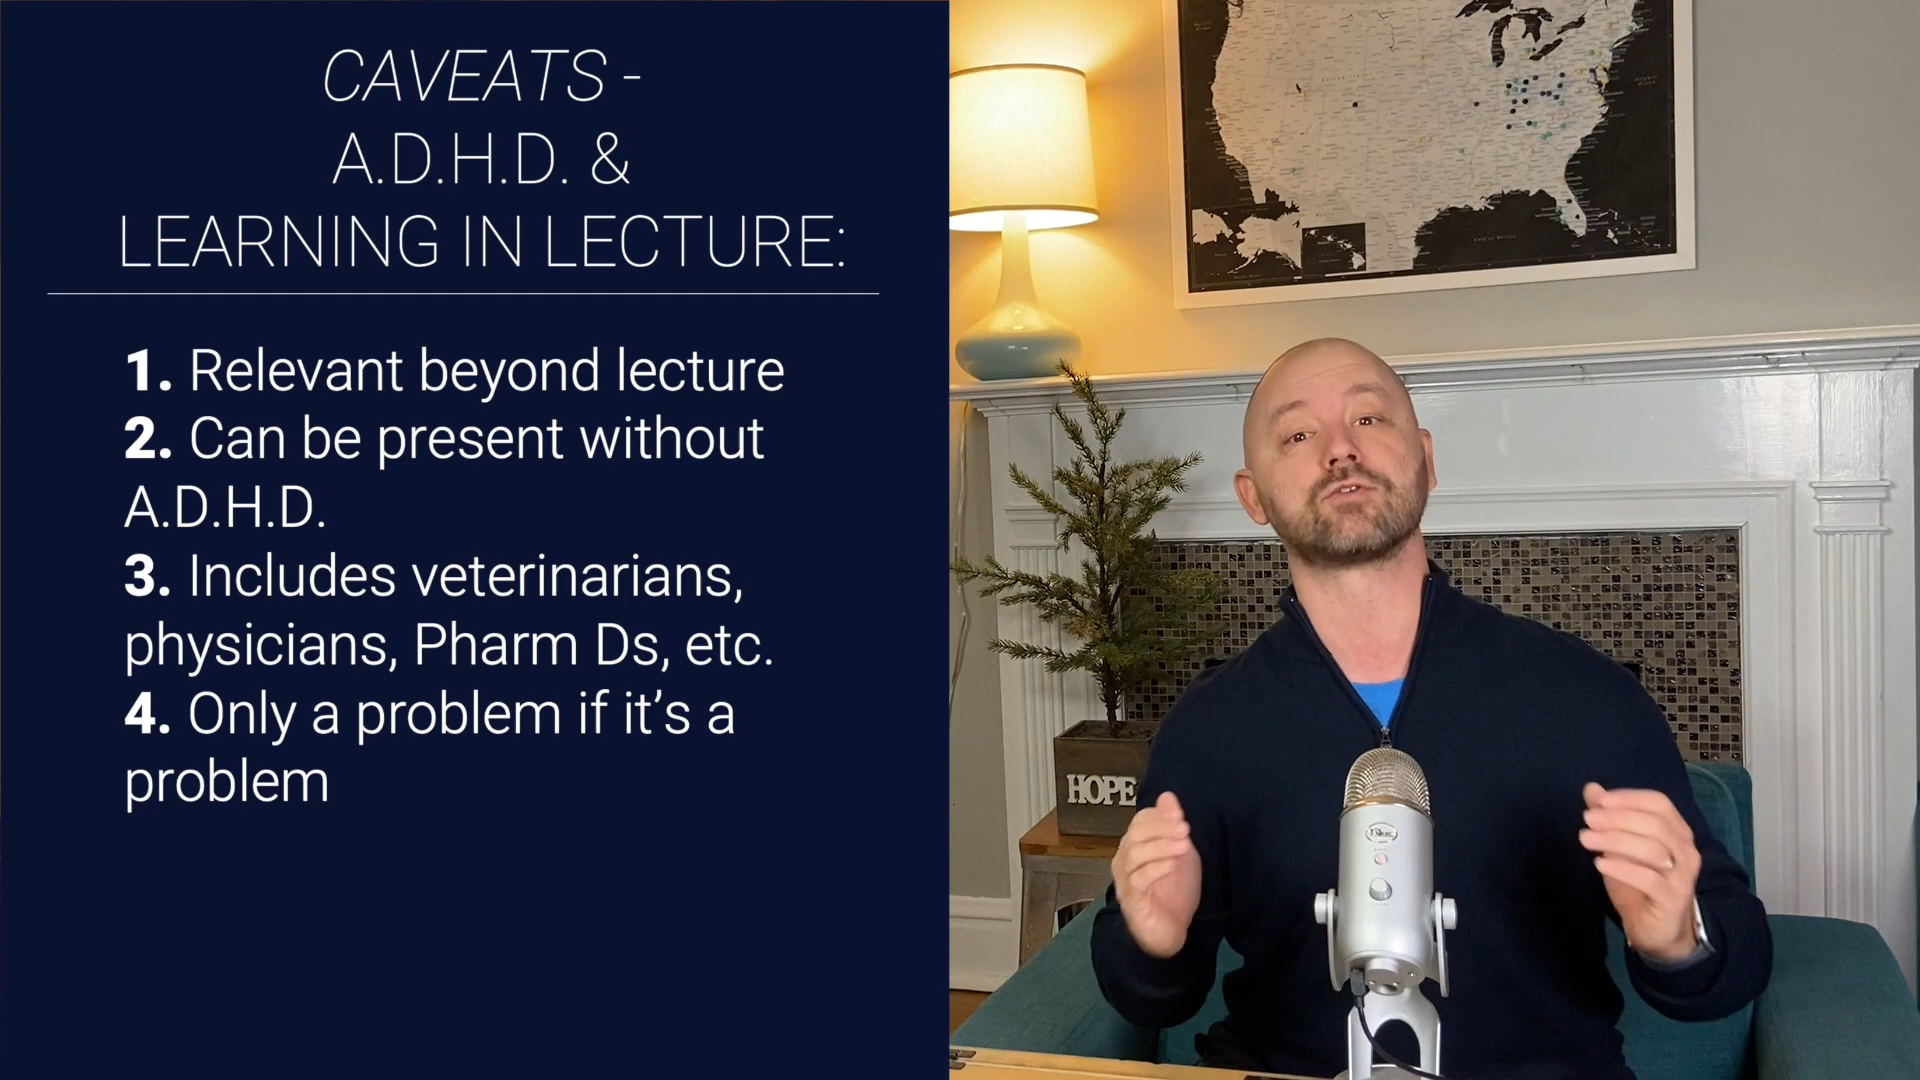 CAVEATS -
A.D.H.D. &
LEARNING IN LECTURE:
1. Relevant beyond lecture
2. Can be present without
A.D.H.D.
3. Includes veterinarians,
physicians, Pharm Ds, etc.
4. Only a problem if it's a
problem
HOPE